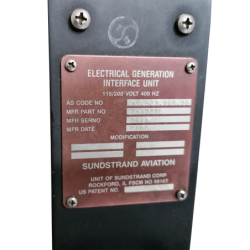 ELECTRICAL GENERATION
INTERFACE UNIT
115/200 VOLT 400 HZ
AS CODE NO
MFR PART NO
MFR SERNO
MFR DATE
MODIFICATION
SUNDSTRAND AVIATION
UNIT OF SUNDSTRAND CORP
ROCKFORD, IL FSCM NO 99167
US PATENT NO.